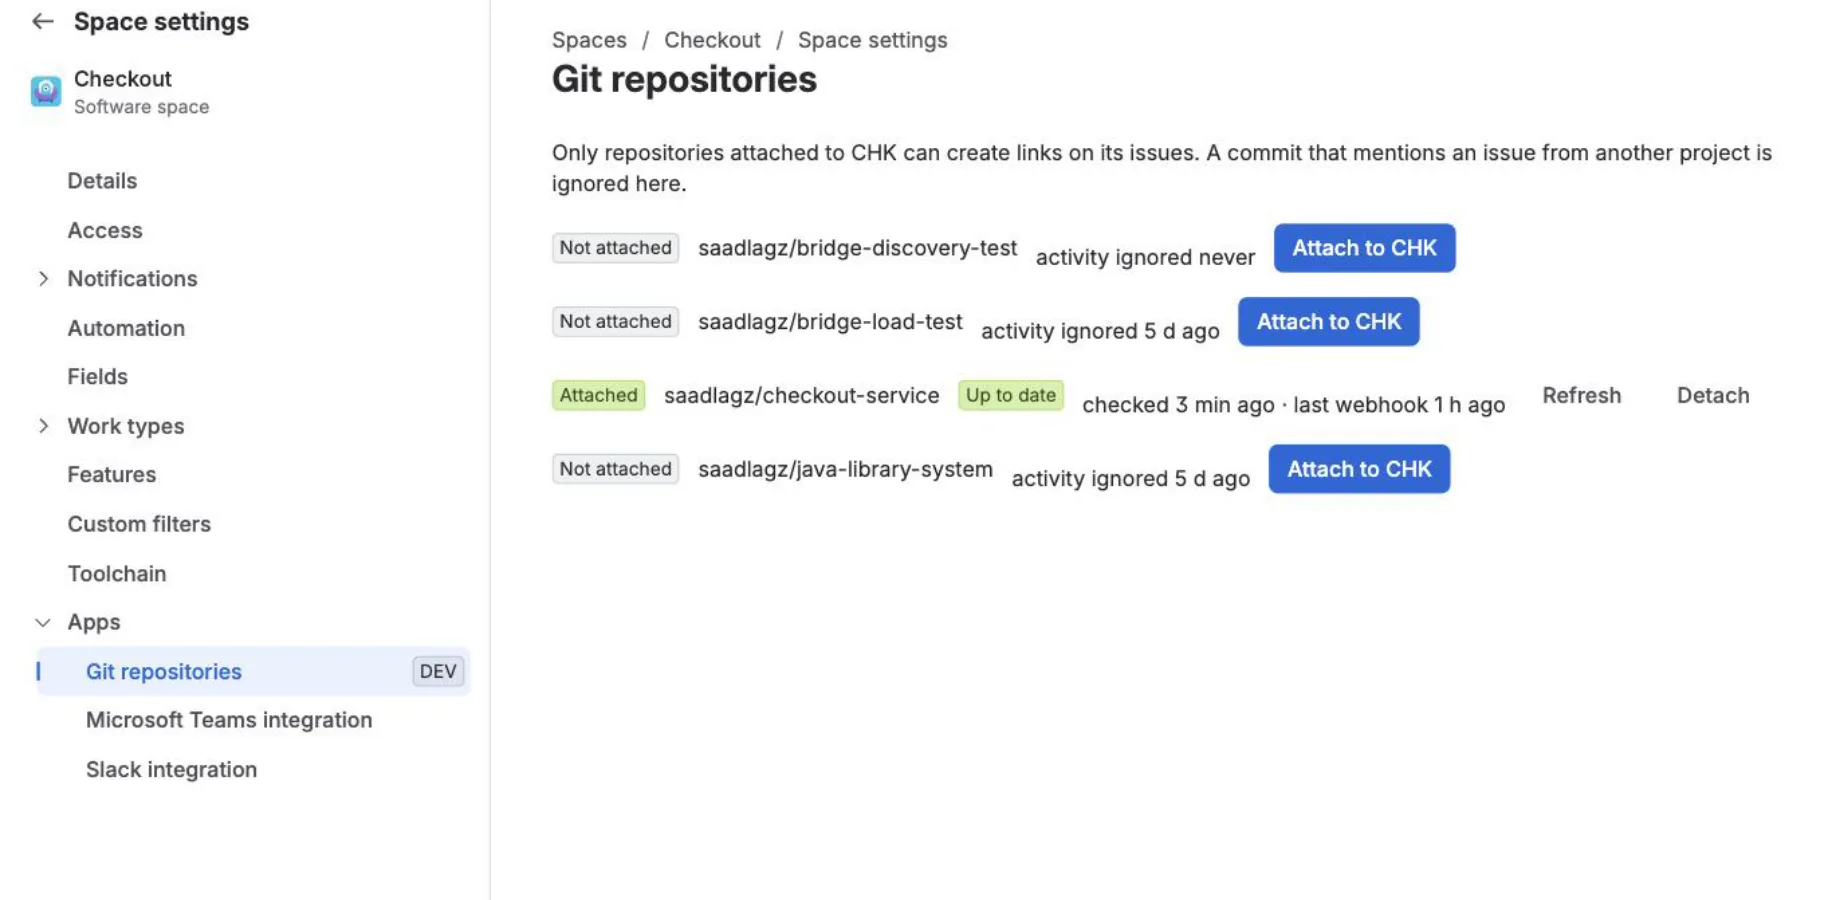 Space settings
Checkout
Software space
Details
Access
Notifications
Automation
Fields
Work types
Features
Custom filters
Toolchain
Apps
Git repositories DEV
Microsoft Teams integration
Slack integration
Spaces / Checkout / Space settings
Git repositories
Only repositories attached to CHK can create links on its issues. A commit that mentions an issue from another project is
ignored here.
Not attached saadlagz/bridge-discovery-test activity ignored never Attach to CHK
Not attached saadlagz/bridge-load-test activity ignored 5 d ago Attach to CHK
Attached saadlagz/checkout-service Up to date checked 3 min ago · last webhook 1 h ago Refresh Detach
Not attached saadlagz/java-library-system activity ignored 5 d ago Attach to CHK